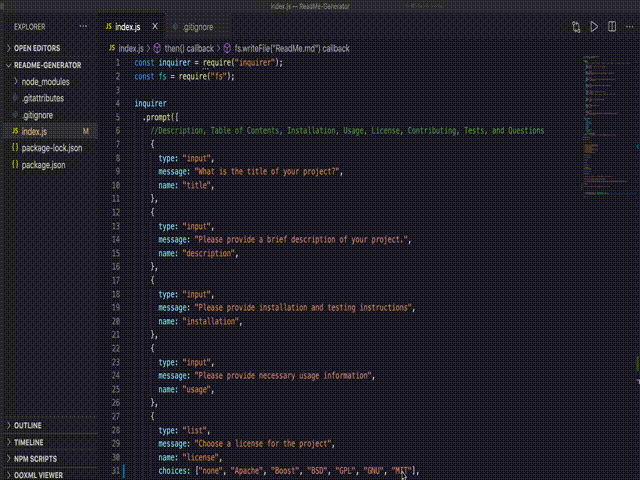 index.js — ReadMe-Generator
EXPLORER
index.js
.gitignore
OPEN EDITORS
README-GENERATOR
node_modules
.gitattributes
.gitignore
index.js M
package-lock.json
package.json
OUTLINE
TIMELINE
NPM SCRIPTS
OOXML VIEWER
index.js > then() callback > fs.writeFile("ReadMe.md") callback
1 const inquirer = require("inquirer");
2 const fs = require("fs");
3
4 inquirer
5 .prompt([
6 //Description, Table of Contents, Installation, Usage, License, Contributing, Tests, and Questions
7 {
8 type: "input",
9 message: "What is the title of your project?",
10 name: "title",
11 },
12 {
13 type: "input",
14 message: "Please provide a brief description of your project.",
15 name: "description",
16 },
17 {
18 type: "input",
19 message: "Please provide installation and testing instructions",
20 name: "installation",
21 },
22 {
23 type: "input",
24 message: "Please provide necessary usage information",
25 name: "usage",
26 },
27 {
28 type: "list",
29 message: "Choose a license for the project",
30 name: "license",
31 choices: ["none", "Apache", "Boost", "BSD", "GPL", "GNU", "MIT"],